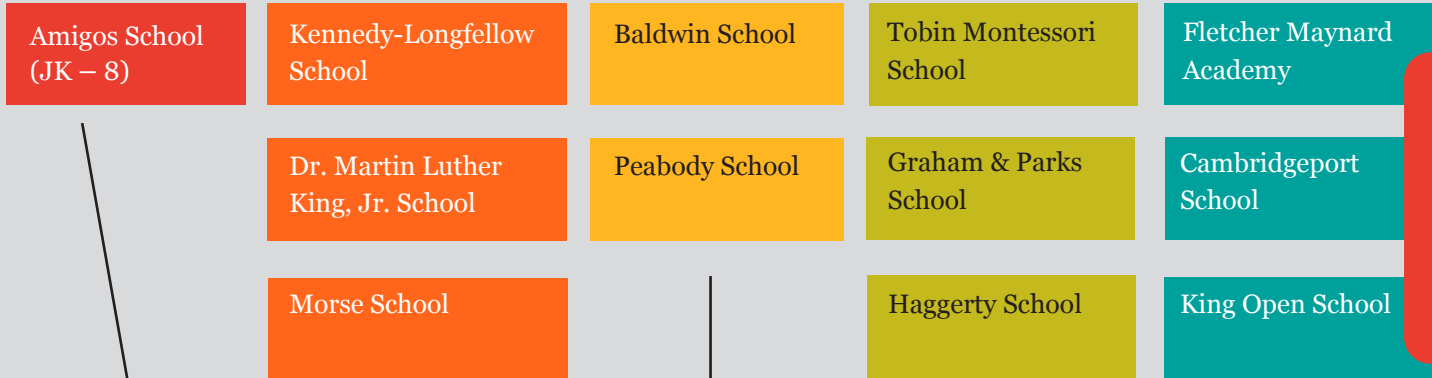 Amigos School
(JK – 8)
Kennedy-Longfellow
School
Baldwin School
Tobin Montessori
School
Fletcher Maynard
Academy
Dr. Martin Luther
King, Jr. School
Peabody School
Graham & Parks
School
Cambridgeport
School
Morse School
Haggerty School
King Open School